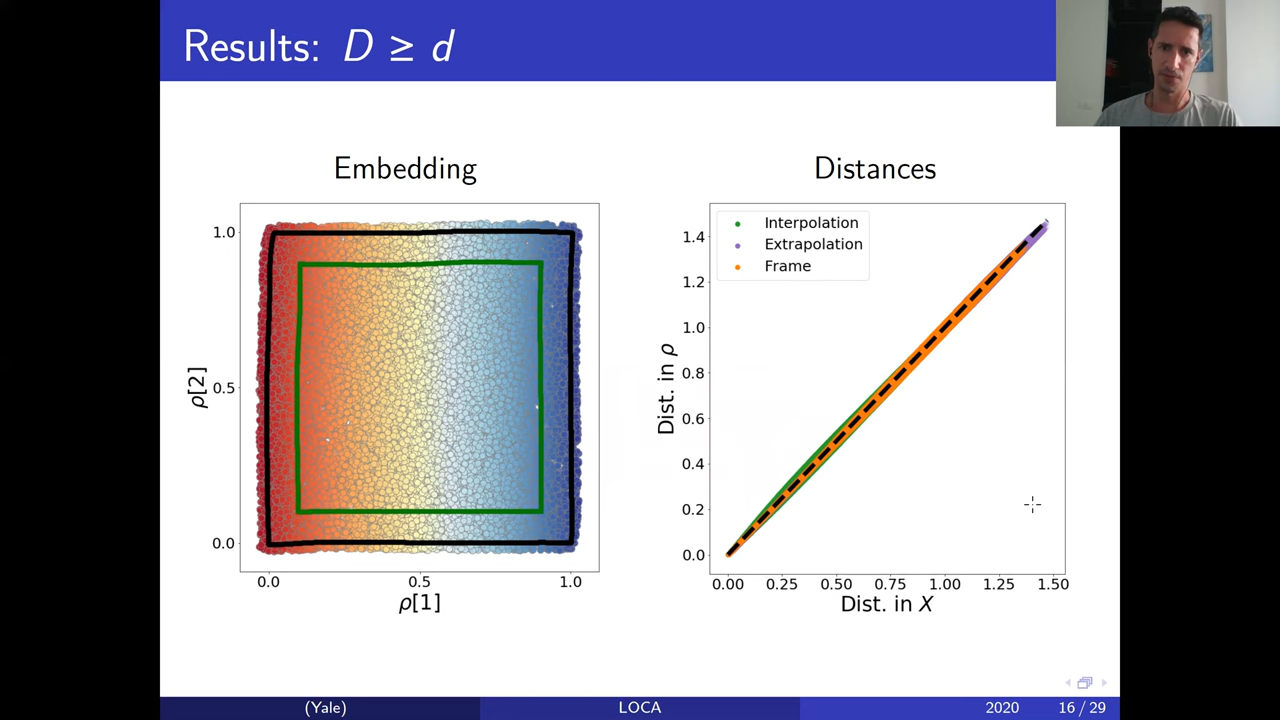 Results: D ≥ d
Embedding
Distances
1.0
0.5
0.0
ρ[2]
0.0
0.5
1.0
ρ[1]
Interpolation
Extrapolation
Frame
1.4
1.2
1.0
0.8
0.6
0.4
0.2
0.0
Dist. in ρ
0.00
0.25
0.50
0.75
1.00
1.25
1.50
Dist. in X
(Yale)
LOCA
2020
16 / 29